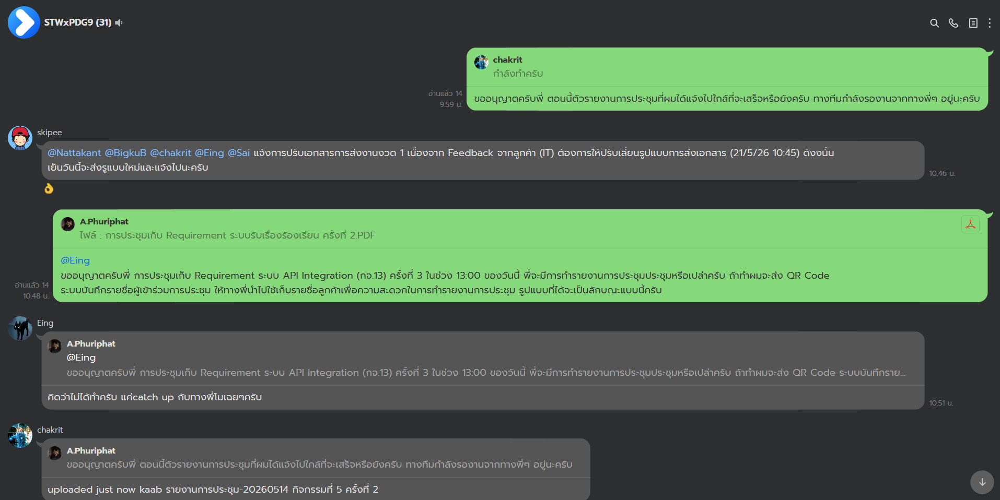 STWxPDG9 (31)
chakrit
กำลังทำครับ
ขออนุญาตครับพี่ ตอนนี้ตัวรายงานการประชุมที่ผมได้แจ้งไปใกล้ที่จะเสร็จหรือยังครับ ทางทีมกำลังรองานจากทางพี่ๆ อยู่นะครับ
อ่านแล้ว 14
9.59 น.
skipee
@Nattakant @BigkuB @chakrit @Eing @Sai แจ้งการปรับเอกสารการส่งงานงวด 1 เนื่องจาก Feedback จากลูกค้า (IT) ต้องการให้ปรับเลี่ยนรูปแบบการส่งเอกสาร (21/5/26 10:45) ดังงนั้น
เย็นวันนี้จะส่งรูแบบใหม่และแจ้งไปนะครับ
10.46 น.
A.Phuriphat
ไฟล์ : การประชุมเก็บ Requirement ระบบรับเรื่องร้องเรียน ครั้งที่ 2.PDF
@Eing
ขออนุญาตครับพี่ การประชุมเก็บ Requirement ระบบ API Integration (กจ.13) ครั้งที่ 3 ในช่วง 13:00 ของวันนี้ พี่จะมีการทำรายงานการประชุมประชุมหรือเปล่าครับ ถ้าทำผมจะส่ง QR Code
ระบบบันทึกรายชื่อผู้เข้าร่วมการประชุม ให้ทางพี่นำไปใช้เก็บรายชื่อลูกค้าเพื่อความสะดวกในการทำรายงานการประชุม รูปแบบที่ได้จะเป็นลักษณะแบบนี้ครับ
อ่านแล้ว 14
10.48 น.
Eing
A.Phuriphat
@Eing
ขออนุญาตครับพี่ การประชุมเก็บ Requirement ระบบ API Integration (กจ.13) ครั้งที่ 3 ในช่วง 13:00 ของวันนี้ พี่จะมีการทำรายงานการประชุมประชุมหรือเปล่าครับ ถ้าทำผมจะส่ง QR Code ระบบบันทึกราย...
คิดว่าไม่ได้ทำครับ แค่catch up กับทางพี่โมเฉยๆครับ
10.51 น.
chakrit
A.Phuriphat
ขออนุญาตครับพี่ ตอนนี้ตัวรายงานการประชุมที่ผมได้แจ้งไปใกล้ที่จะเสร็จหรือยังครับ ทางทีมกำลังรองานจากทางพี่ๆ อยู่นะครับ
uploaded just now kaab รายงานการประชุม-20260514 กิจกรรมที่ 5 ครั้งที่ 2